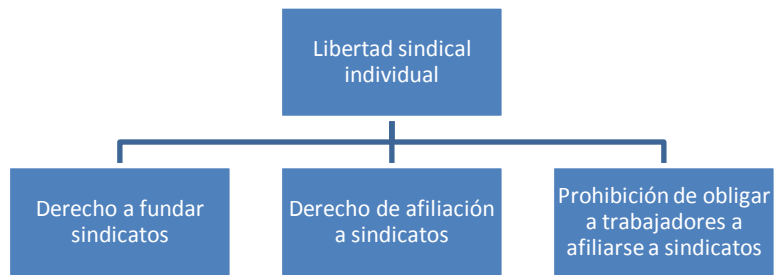 Libertad sindical
individual
Derecho a fundar
sindicatos
Derecho de afiliación
a sindicatos
Prohibición de obligar
a trabajadores a
afiliarse a sindicatos